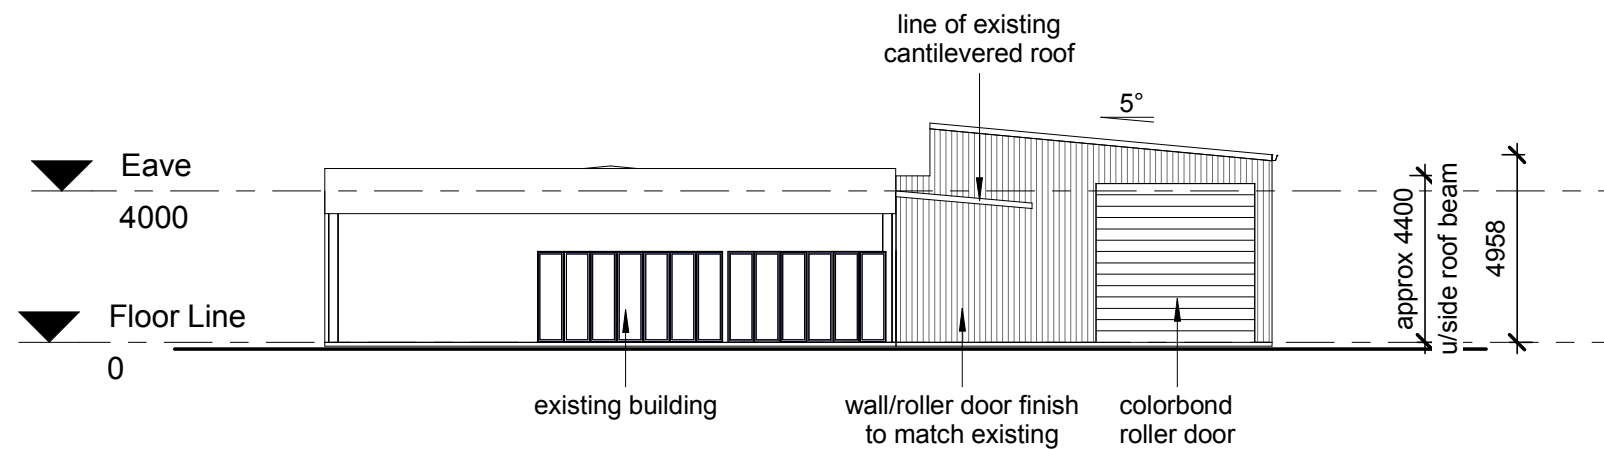 line of existing
cantilevered roof
5°
Eave
4000
Floor Line
0
existing building
wall/roller door finish
to match existing
colorbond
roller door
approx 4400
u/side roof beam
4958